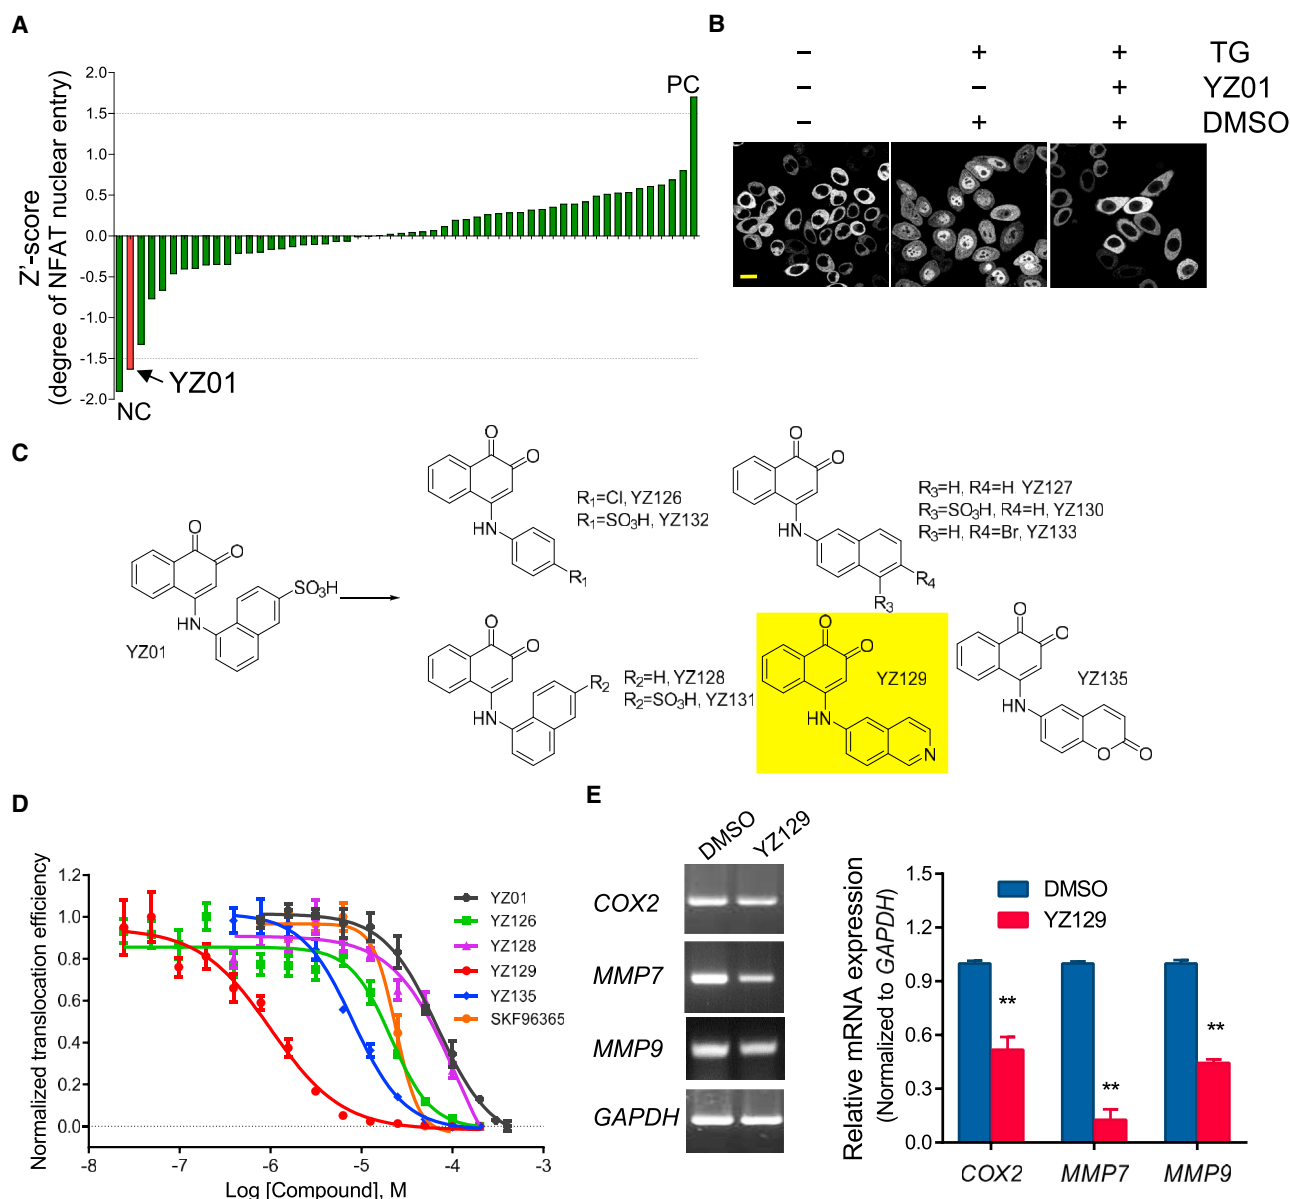 A
Z'-score
(degree of NFAT nuclear entry)
2.0
1.5
1.0
0.5
0.0
-0.5
-1.0
-1.5
-2.0
PC
YZ01
NC
B
− + + TG
− − + YZ01
− + + DMSO
C
YZ01
O
O
HN
SO3H
O
O
HN
R1
R1=Cl, YZ126
R1=SO3H, YZ132
O
O
HN
R4
R3
R3=H, R4=H YZ127
R3=SO3H, R4=H, YZ130
R3=H, R4=Br, YZ133
O
O
HN
R2
R2=H, YZ128
R2=SO3H, YZ131
O
O
HN
N
YZ129
O
O
HN
O
O
YZ135
D
Normalized translocation efficiency
1.2
1.0
0.8
0.6
0.4
0.2
0.0
-8 -7 -6 -5 -4 -3
Log [Compound], M
YZ01
YZ126
YZ128
YZ129
YZ135
SKF96365
E
DMSO
YZ129
COX2
MMP7
MMP9
GAPDH
Relative mRNA expression
(Normalized to GAPDH)
1.5
1.2
0.9
0.6
0.3
0.0
DMSO
YZ129
**
**
**
COX2 MMP7 MMP9